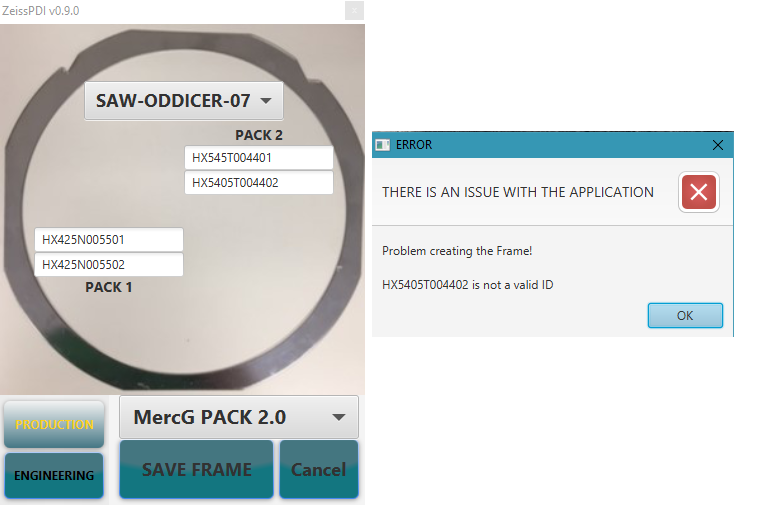 ZeissPDI v0.9.0
x
SAW-ODDICER-07
PACK 2
HX545T004401
HX5405T004402
HX425N005501
HX425N005502
PACK 1
MercG PACK 2.0
PRODUCTION
ENGINEERING
SAVE FRAME
Cancel
ERROR
THERE IS AN ISSUE WITH THE APPLICATION
Problem creating the Frame!
HX5405T004402 is not a valid ID
OK